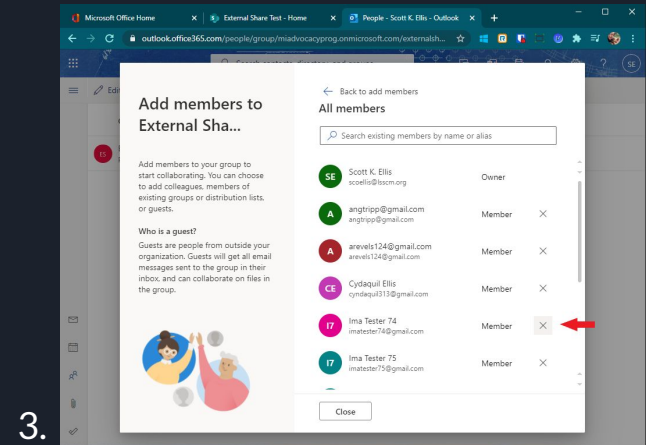 Microsoft Office Home
External Share Test - Home
People - Scott K. Ellis - Outlook
outlook.office365.com/people/group/miadvocacyprog.onmicrosoft.com/externalsh...
SE
Edi
ES
Add members to
External Sha...
Add members to your group to
start collaborating. You can choose
to add colleagues, members of
existing groups or distribution lists,
or guests.
Who is a guest?
Guests are people from outside your
organization. Guests will get all email
messages sent to the group in their
inbox, and can collaborate on files in
the group.
Back to add members
All members
Search existing members by name or alias
SE
Scott K. Ellis
scoellis@lsscm.org
Owner
A
angtripp@gmail.com
angtripp@gmail.com
Member
A
arevels124@gmail.com
arevels124@gmail.com
Member
CE
Cydaquil Ellis
cyndaquil313@gmail.com
Member
I7
Ima Tester 74
imatester74@gmail.com
Member
I7
Ima Tester 75
imatester75@gmail.com
Member
Close
3.